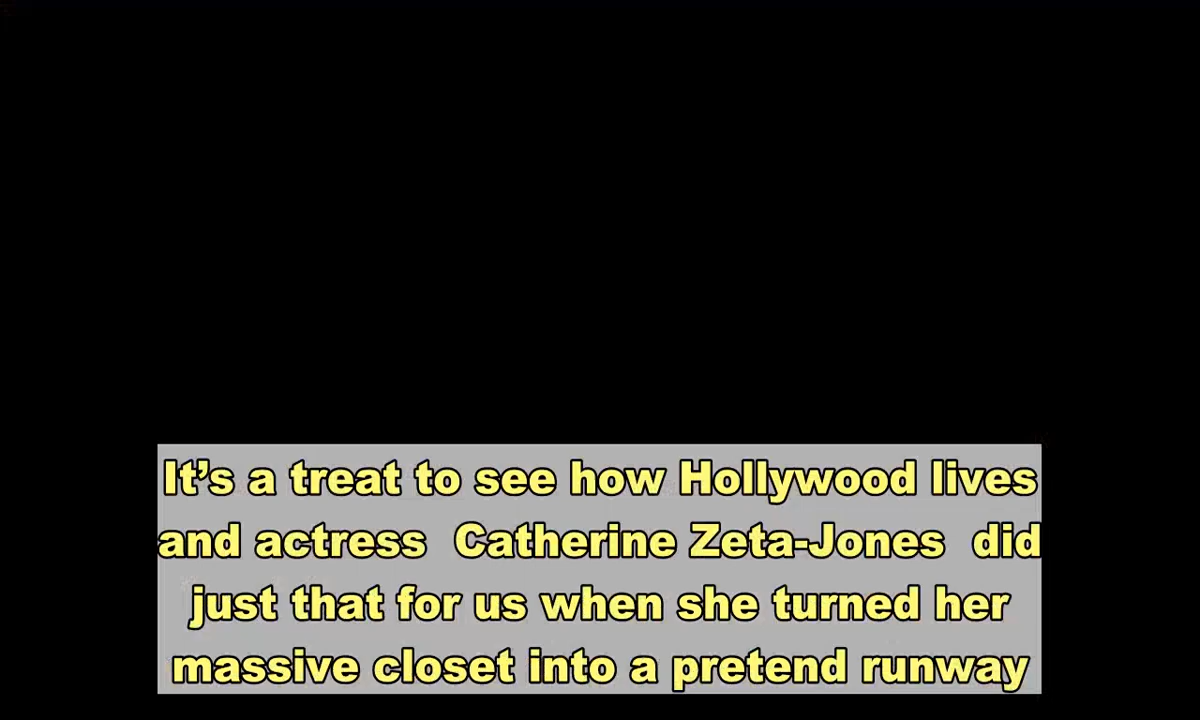 It’s a treat to see how Hollywood lives
and actress  Catherine Zeta-Jones  did
just that for us when she turned her
massive closet into a pretend runway